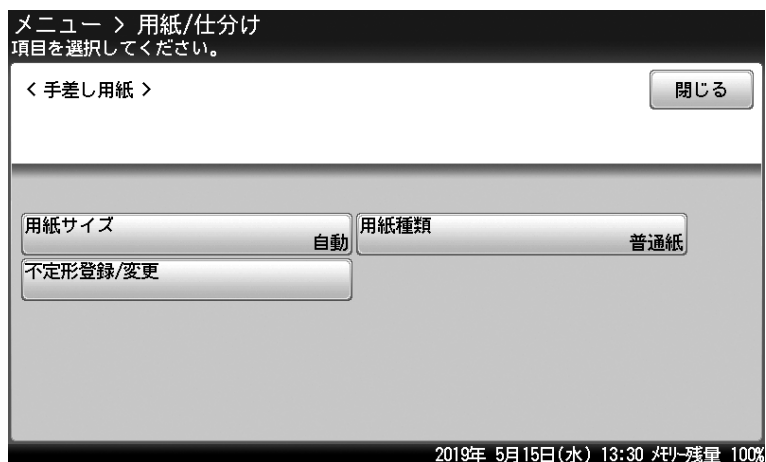 メニュー > 用紙/仕分け
項目を選択してください。
< 手差し用紙 >
閉じる
用紙サイズ
自動
用紙種類
普通紙
不定形登録/変更
2019年 5月15日(水) 13:30 ﾒﾓﾘｰ残量 100%